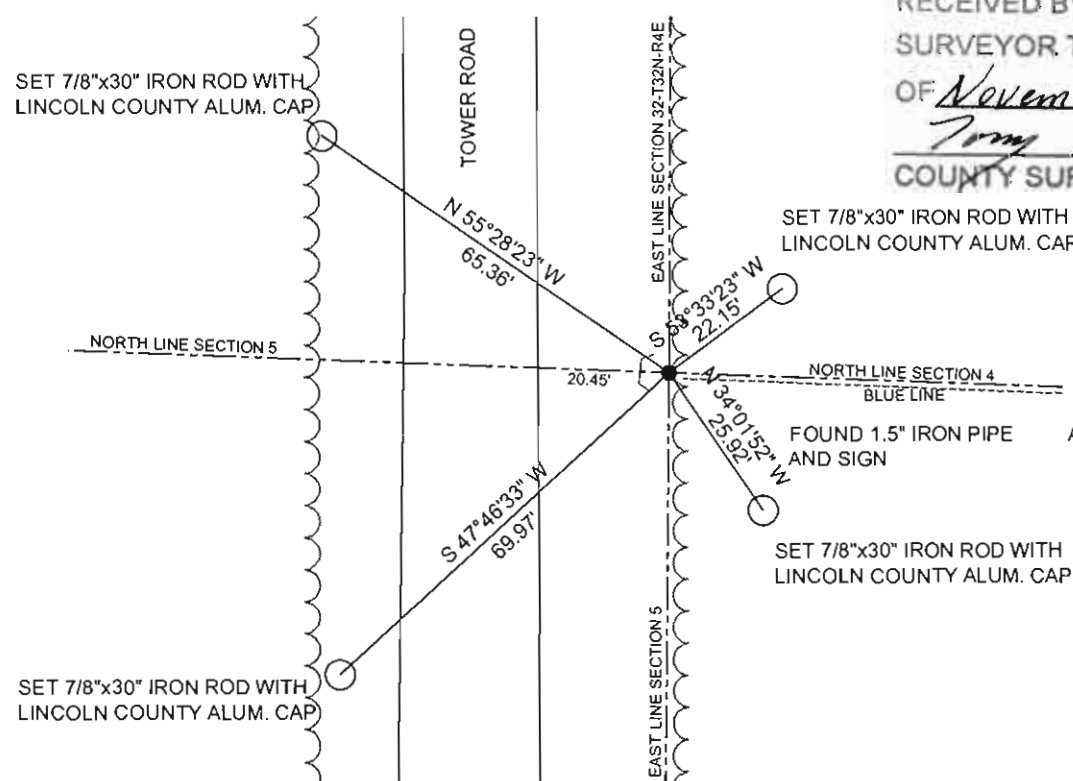 RECEIVED BY
SURVEYOR
OF
COUNTY
SET 7/8"x30" IRON ROD WITH
LINCOLN COUNTY ALUM. CAP
TOWER ROAD
EAST LINE SECTION 32-T32N-R4E
SET 7/8"x30" IRON ROD WITH
LINCOLN COUNTY ALUM. CAP
N 55°28'23" W
65.36'
S 53°33'23" W
22.15'
NORTH LINE SECTION 5
20.45'
NORTH LINE SECTION 4
BLUE LINE
N 34°01'52" W
25.92'
FOUND 1.5" IRON PIPE
AND SIGN
S 47°46'33" W
69.97'
SET 7/8"x30" IRON ROD WITH
LINCOLN COUNTY ALUM. CAP
EAST LINE SECTION 5
SET 7/8"x30" IRON ROD WITH
LINCOLN COUNTY ALUM. CAP